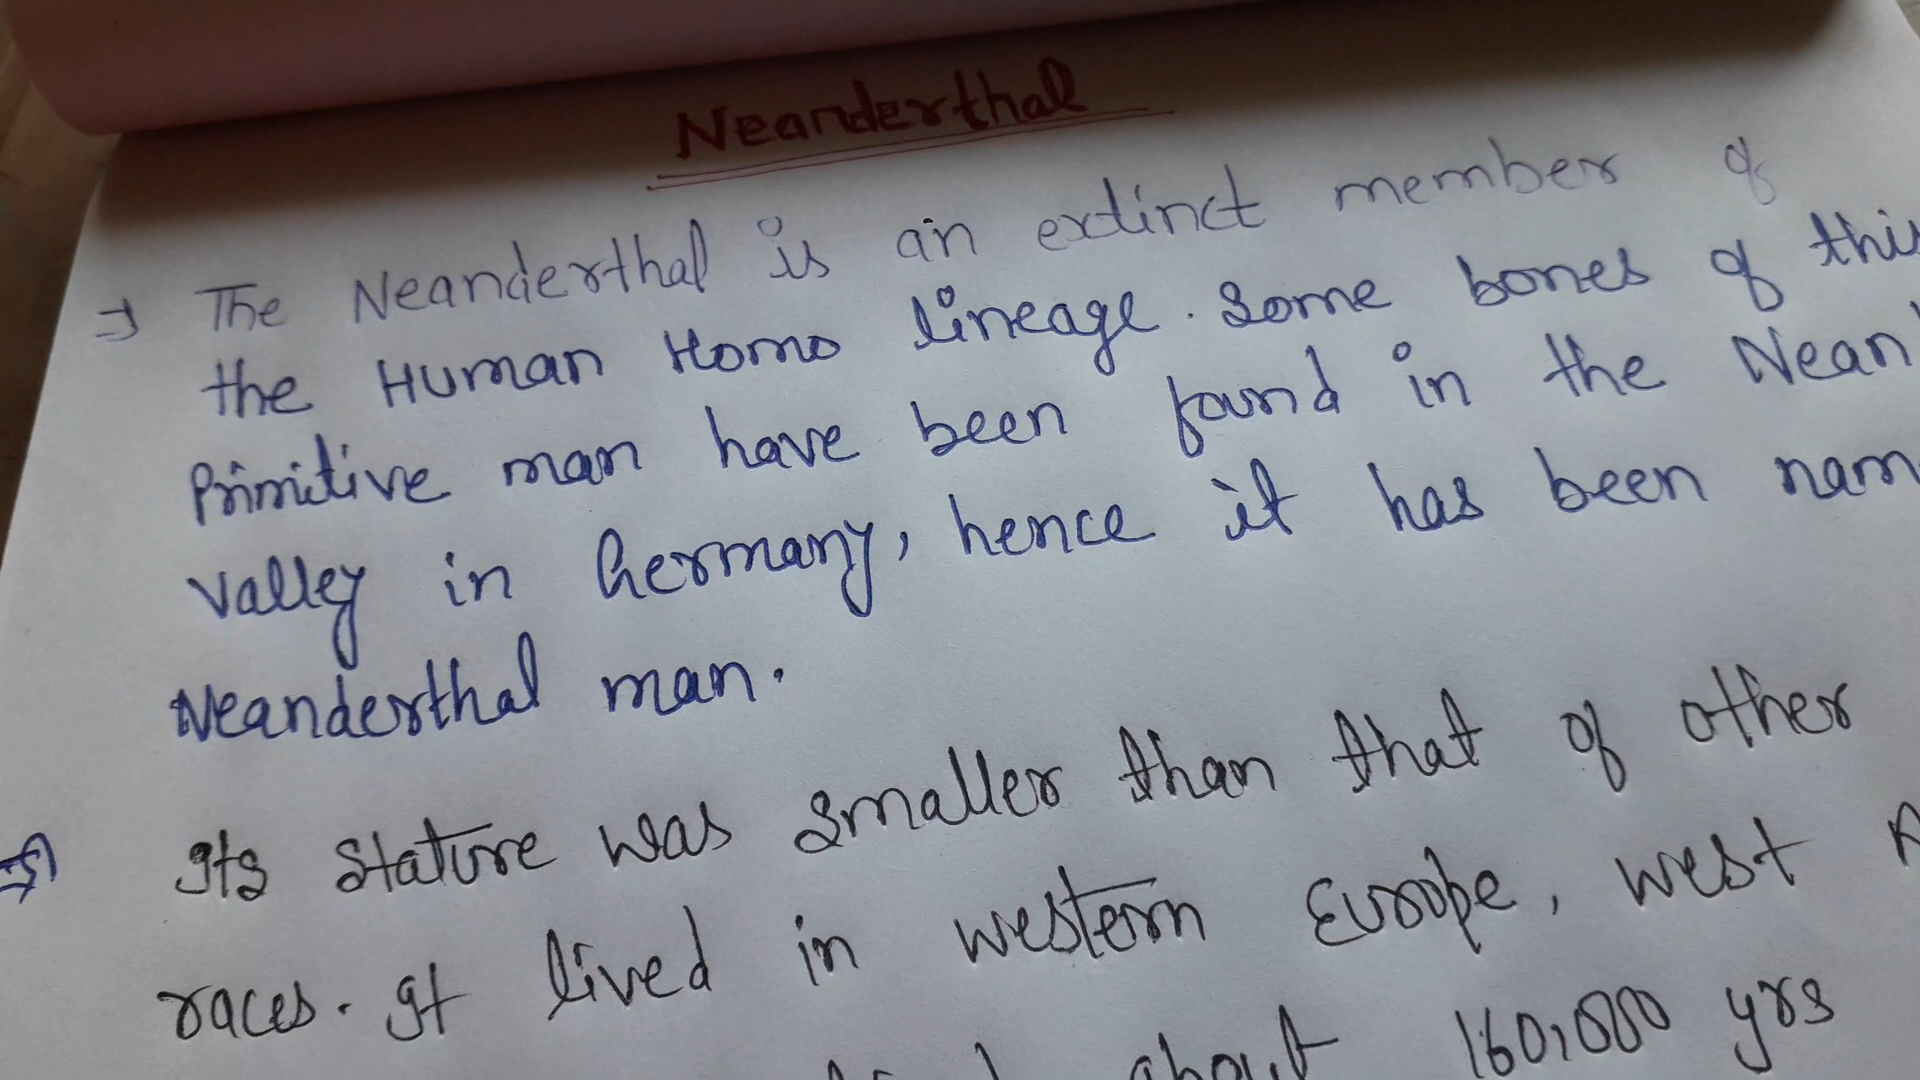 Neanderthal
⇒ The Neanderthal is an extinct member of
the Human Homo lineage. Some bones of this
Primitive man have been found in the Nean
valley in Germany, hence it has been nam
Neanderthal man.
⇒ Its stature was smaller than that of other
races. It lived in western Europe, west A
about 160,000 yrs